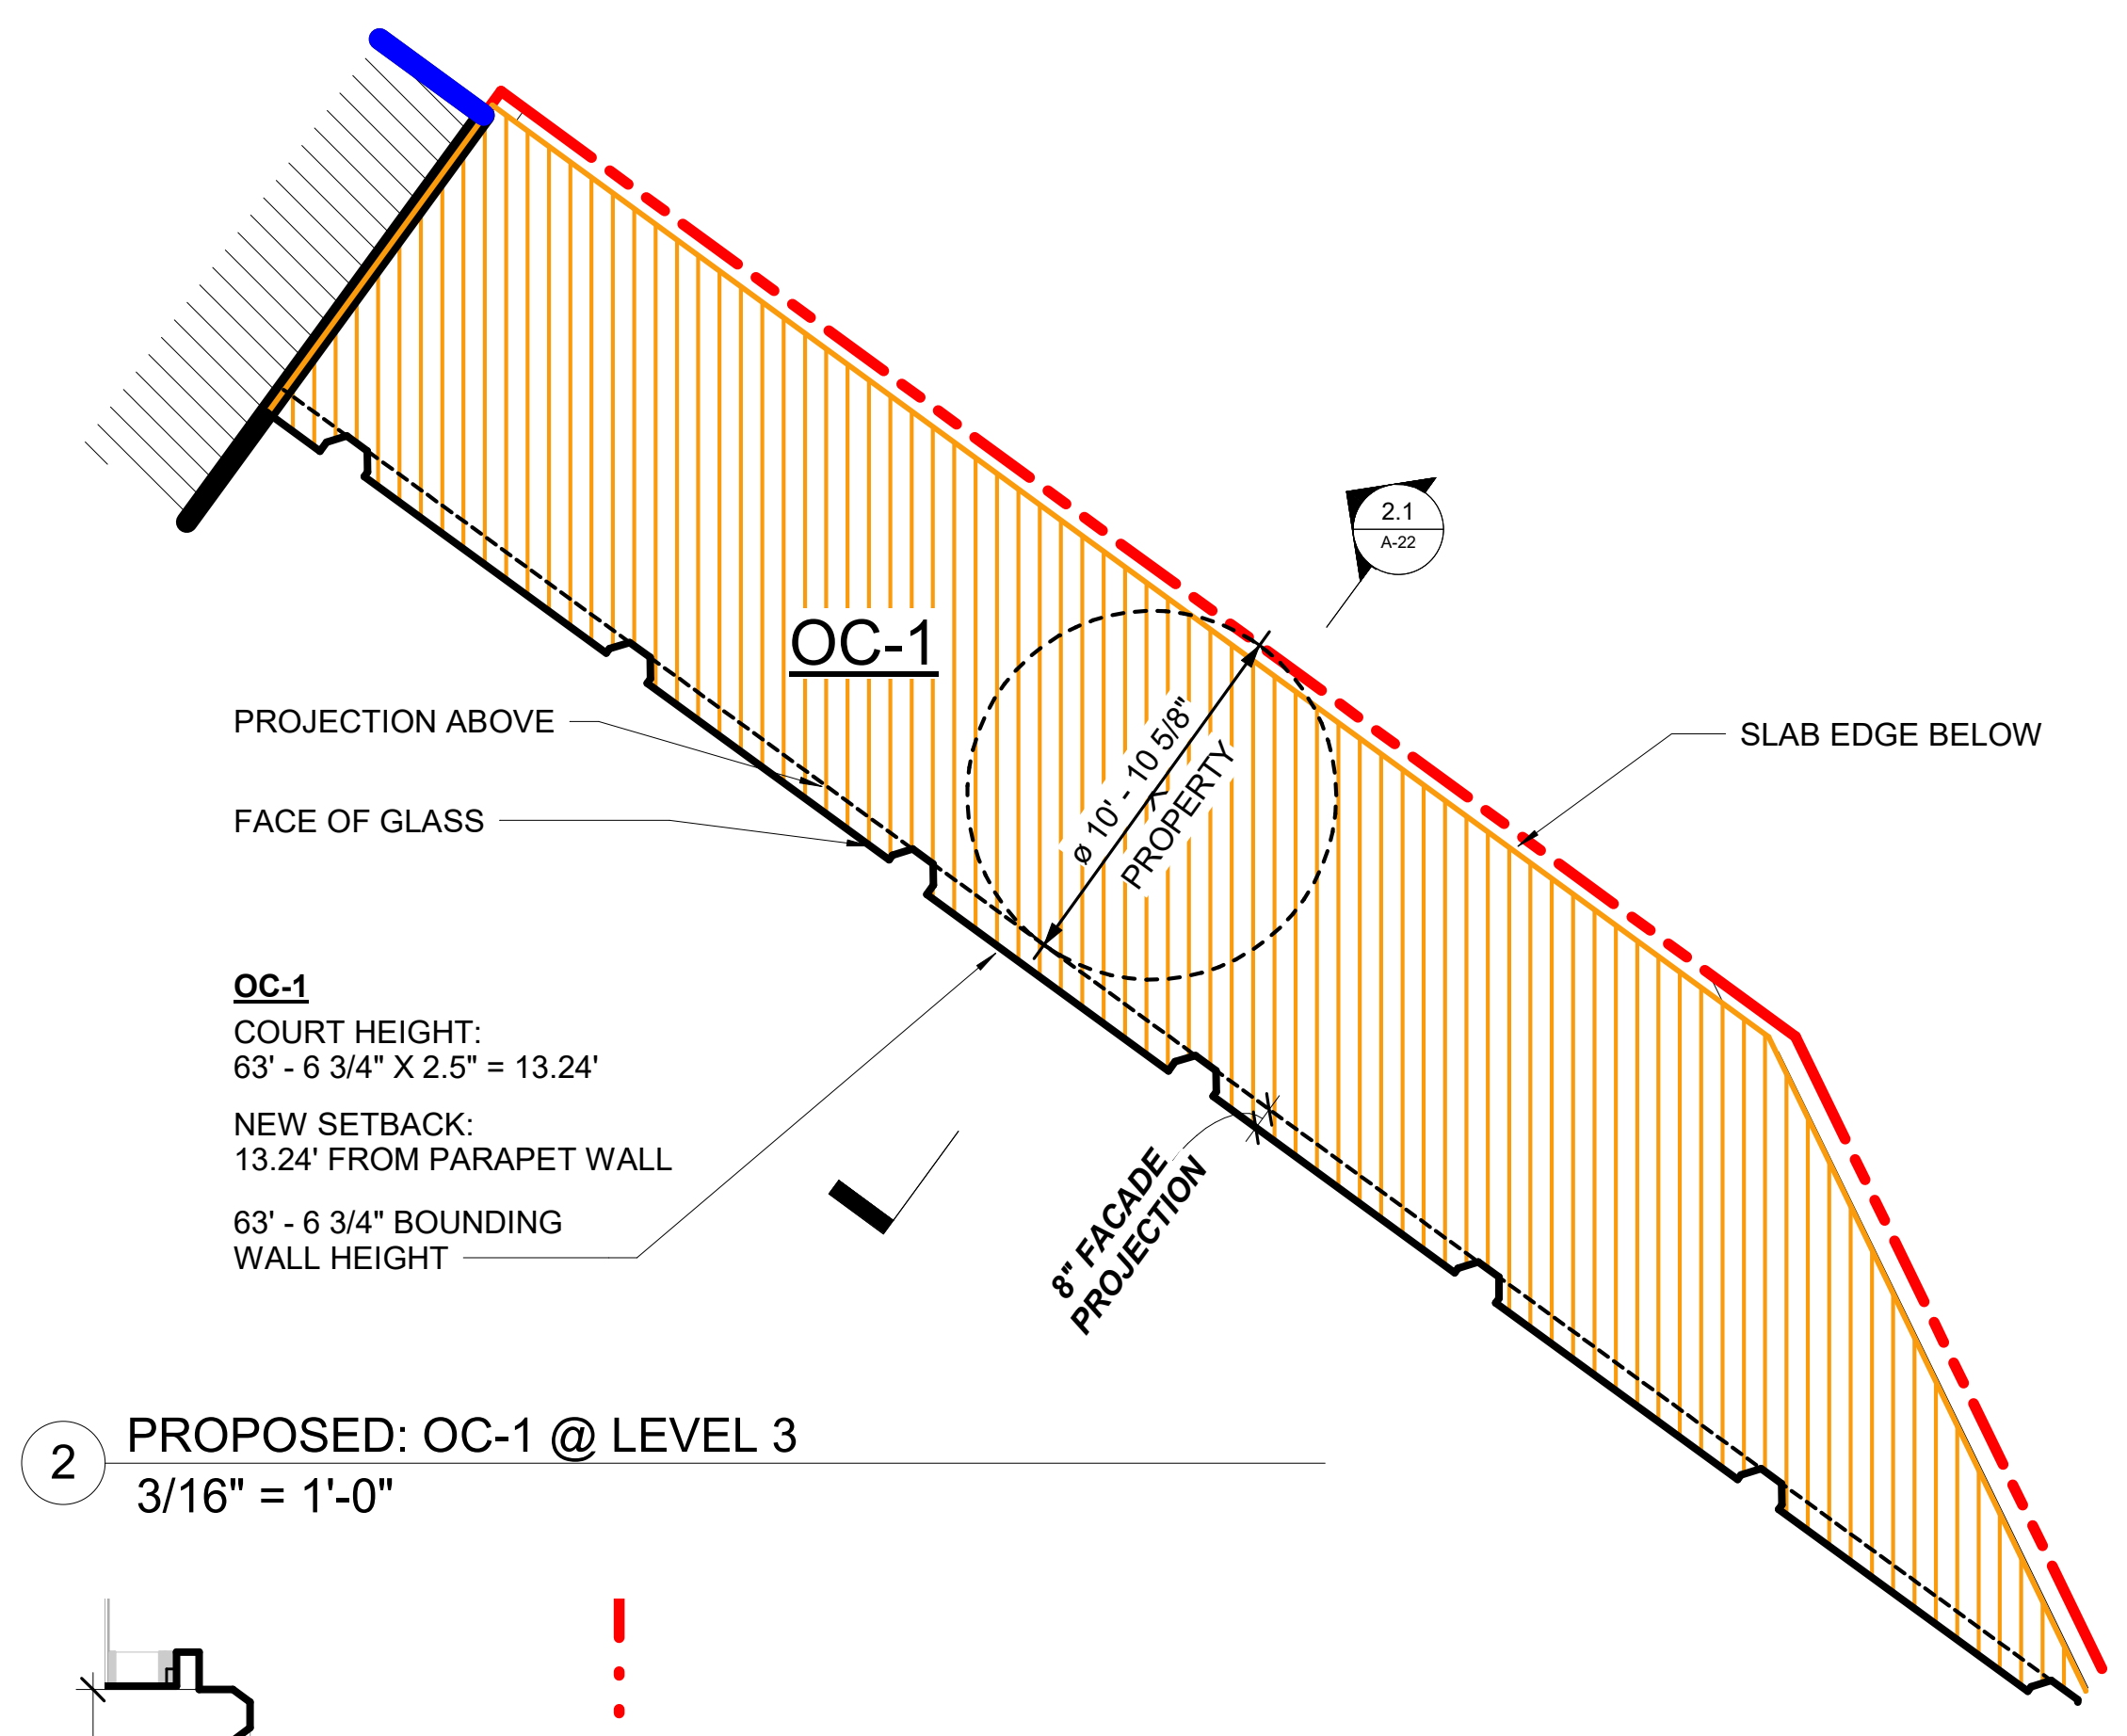 2.1
A-22
OC-1
PROJECTION ABOVE
SLAB EDGE BELOW
FACE OF GLASS
ø 10' - 10 5/8"
PROPERTY
OC-1
COURT HEIGHT:
63' - 6 3/4" X 2.5" = 13.24'
NEW SETBACK:
13.24' FROM PARAPET WALL
63' - 6 3/4" BOUNDING
WALL HEIGHT
8" FACADE
PROJECTION
2
PROPOSED: OC-1 @ LEVEL 3
3/16" = 1'-0"